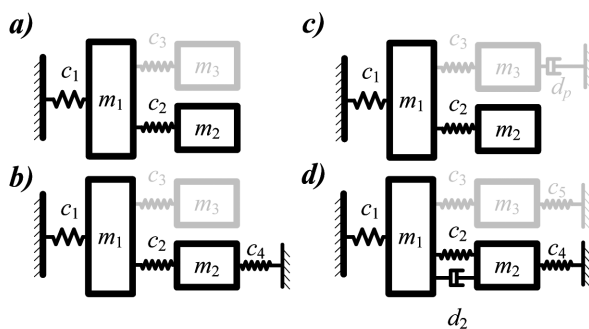 a)
c₃
c₁
m₁
m₃
c₂
m₂
c)
c₃
c₁
m₁
m₃
dₚ
c₂
m₂
b)
c₃
c₁
m₁
m₃
c₂
c₄
m₂
d)
c₃
c₅
c₁
m₁
m₃
c₂
c₄
m₂
d₂